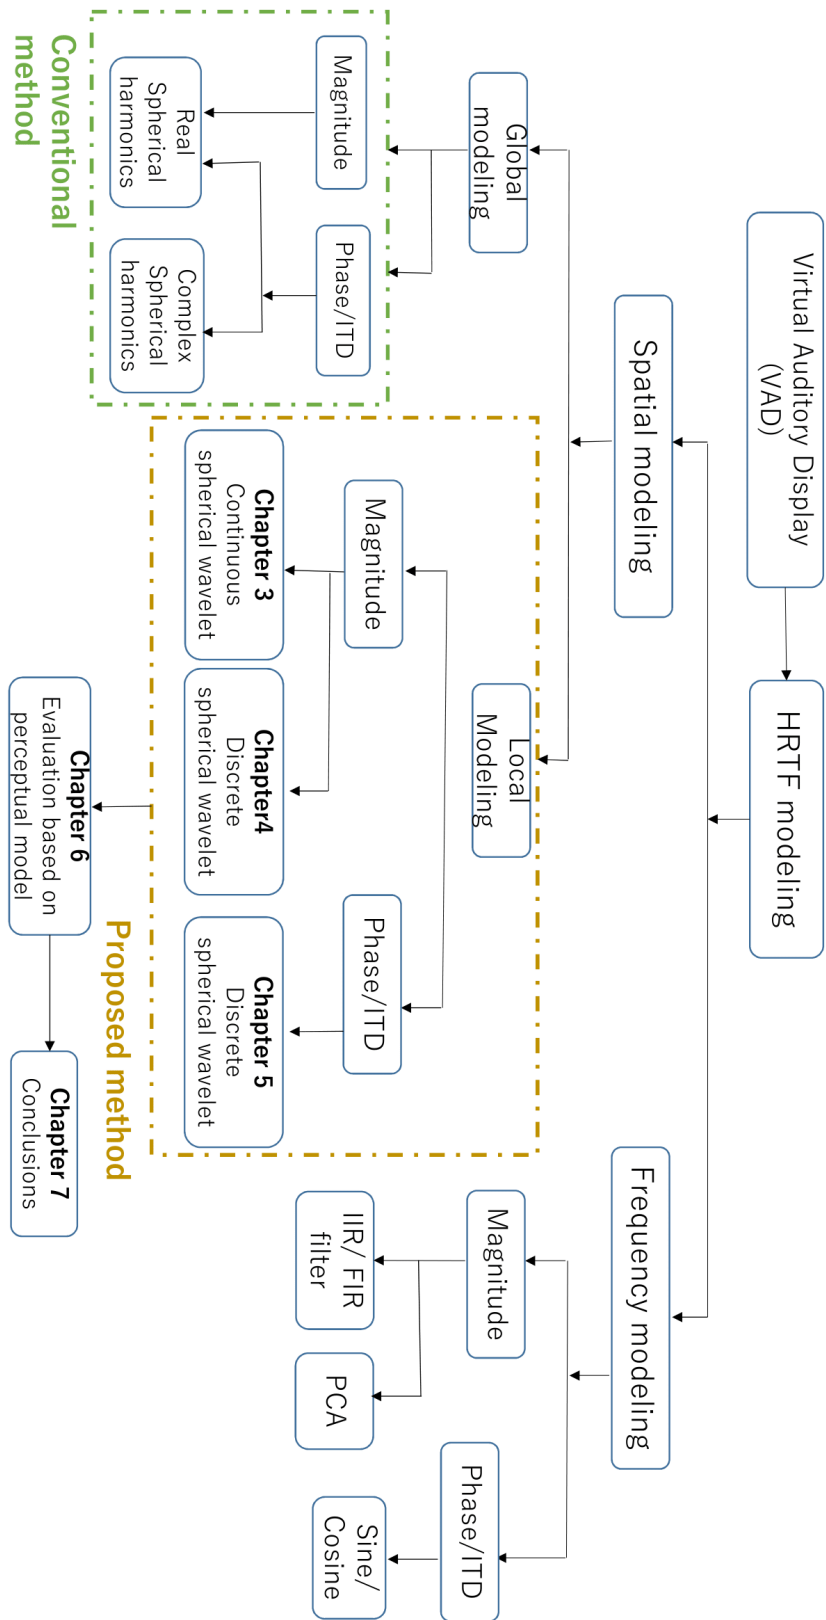 Virtual Auditory Display
(VAD)
HRTF modeling
Spatial modeling
Frequency modeling
Global
modeling
Local
Modeling
Magnitude
Phase/ITD
Magnitude
Phase/ITD
Magnitude
Phase/ITD
Real
Spherical
harmonics
Complex
Spherical
harmonics
Conventional
method
Chapter 3
Continuous
spherical wavelet
Chapter4
Discrete
spherical wavelet
Chapter 5
Discrete
spherical wavelet
Proposed method
IIR/ FIR
filter
PCA
Sine/
Cosine
Chapter 6
Evaluation based on
perceptual model
Chapter 7
Conclusions